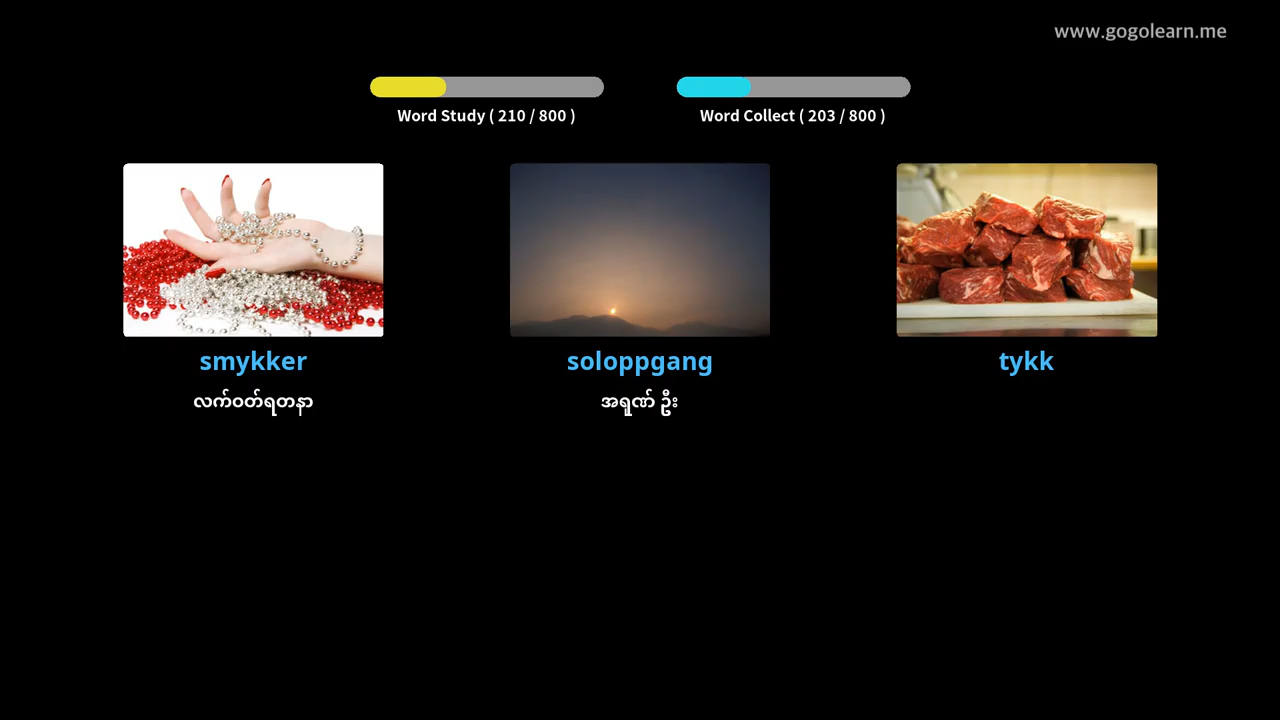 www.gogolearn.me
Word Study ( 210 / 800 )
Word Collect ( 203 / 800 )
smykker
soloppgang
tykk
လက်ဝတ်ရတနာ
အရုဏ် ဦး